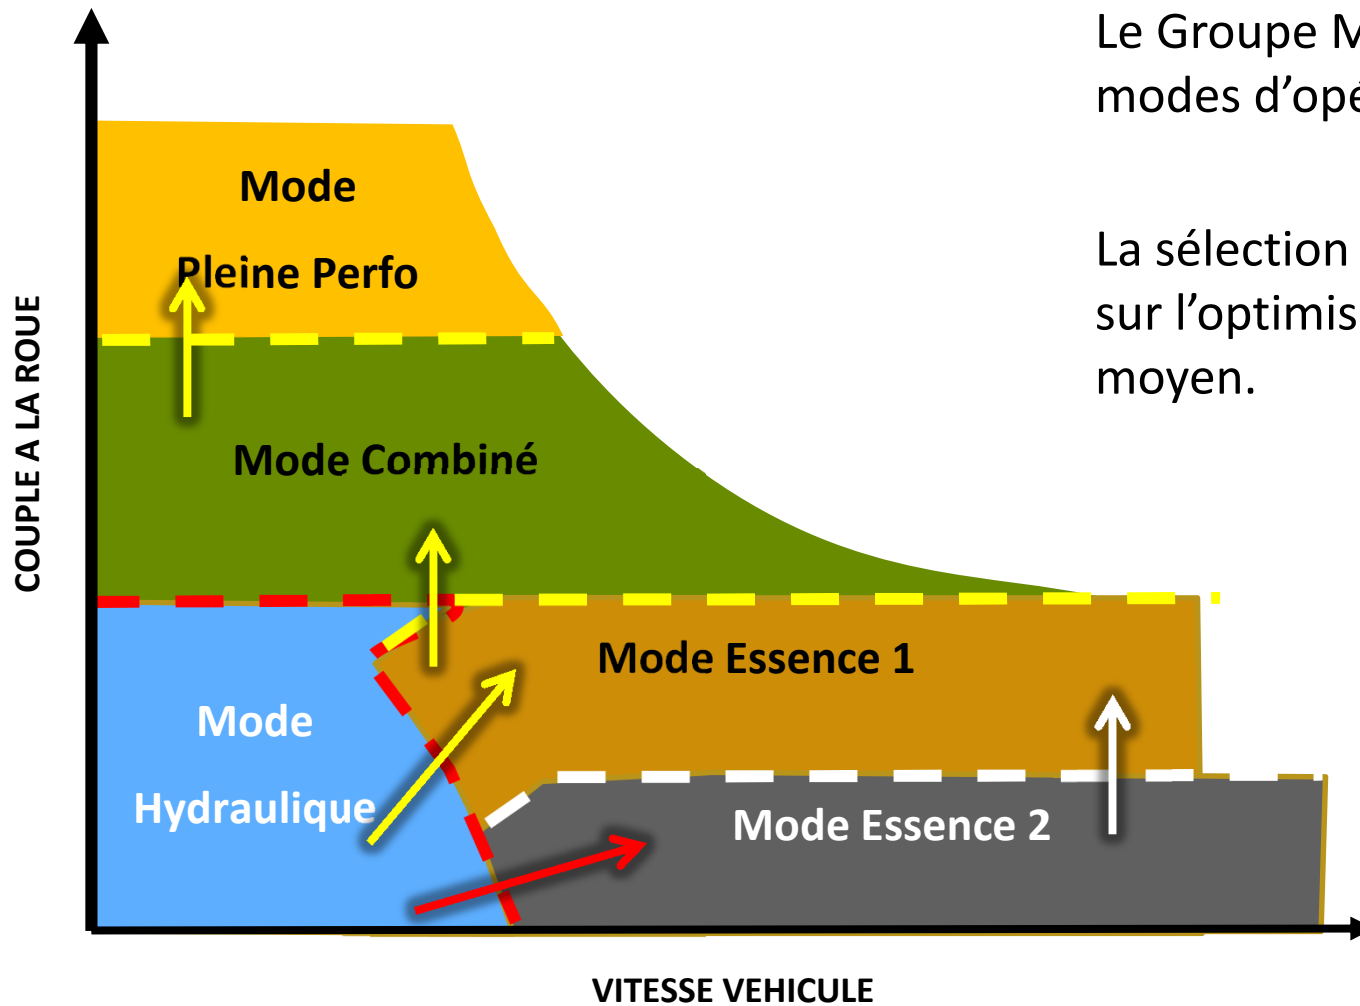 Le Groupe M
modes d'opé
La sélection
sur l'optimis
moyen.
COUPLE A LA ROUE
Mode
Pleine Perfo
Mode Combiné
Mode Essence 1
Mode
Hydraulique
Mode Essence 2
VITESSE VEHICULE